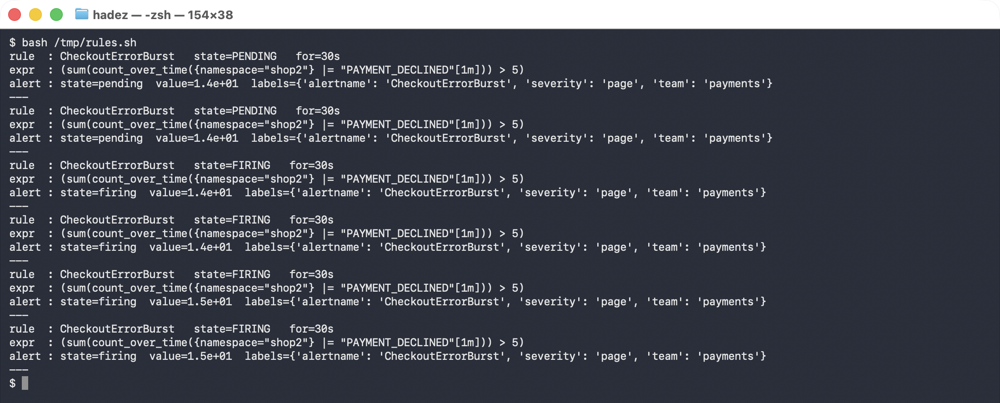 hadez — -zsh — 154×38
$ bash /tmp/rules.sh
rule  : CheckoutErrorBurst   state=PENDING   for=30s
expr  : (sum(count_over_time({namespace="shop2"} |= "PAYMENT_DECLINED"[1m])) > 5)
alert : state=pending  value=1.4e+01  labels={'alertname': 'CheckoutErrorBurst', 'severity': 'page', 'team': 'payments'}
---
rule  : CheckoutErrorBurst   state=PENDING   for=30s
expr  : (sum(count_over_time({namespace="shop2"} |= "PAYMENT_DECLINED"[1m])) > 5)
alert : state=pending  value=1.4e+01  labels={'alertname': 'CheckoutErrorBurst', 'severity': 'page', 'team': 'payments'}
---
rule  : CheckoutErrorBurst   state=FIRING   for=30s
expr  : (sum(count_over_time({namespace="shop2"} |= "PAYMENT_DECLINED"[1m])) > 5)
alert : state=firing  value=1.4e+01  labels={'alertname': 'CheckoutErrorBurst', 'severity': 'page', 'team': 'payments'}
---
rule  : CheckoutErrorBurst   state=FIRING   for=30s
expr  : (sum(count_over_time({namespace="shop2"} |= "PAYMENT_DECLINED"[1m])) > 5)
alert : state=firing  value=1.4e+01  labels={'alertname': 'CheckoutErrorBurst', 'severity': 'page', 'team': 'payments'}
---
rule  : CheckoutErrorBurst   state=FIRING   for=30s
expr  : (sum(count_over_time({namespace="shop2"} |= "PAYMENT_DECLINED"[1m])) > 5)
alert : state=firing  value=1.5e+01  labels={'alertname': 'CheckoutErrorBurst', 'severity': 'page', 'team': 'payments'}
---
rule  : CheckoutErrorBurst   state=FIRING   for=30s
expr  : (sum(count_over_time({namespace="shop2"} |= "PAYMENT_DECLINED"[1m])) > 5)
alert : state=firing  value=1.5e+01  labels={'alertname': 'CheckoutErrorBurst', 'severity': 'page', 'team': 'payments'}
---
$